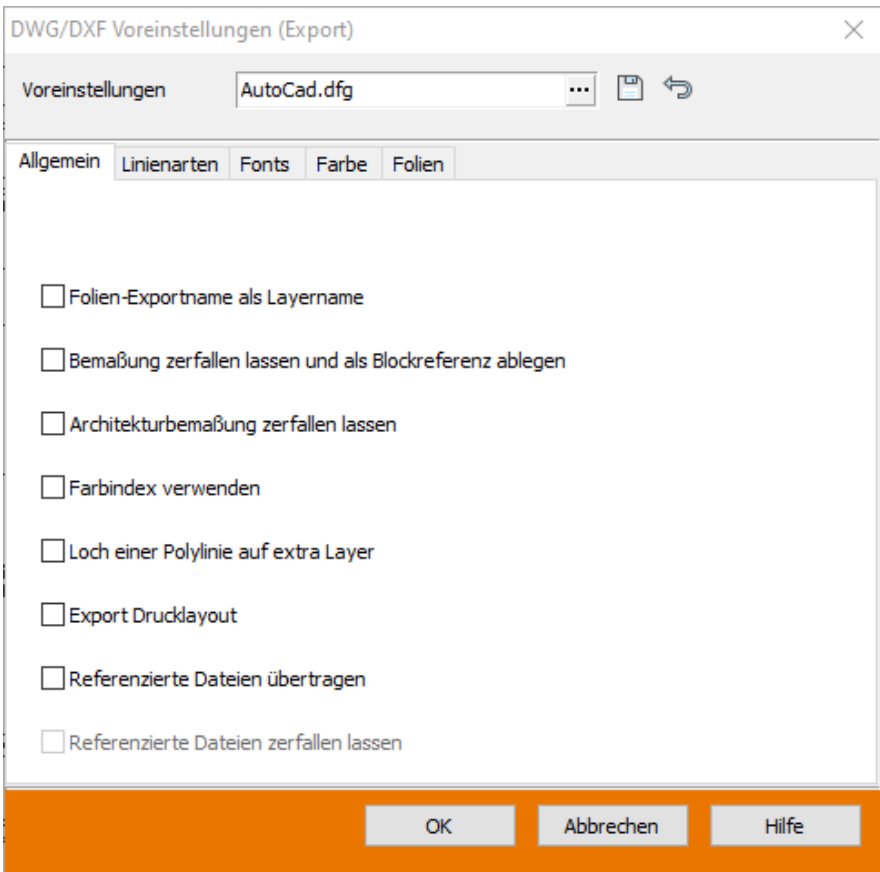 DWG/DXF Voreinstellungen (Export)
Voreinstellungen AutoCad.dfg ...
Allgemein Linienarten Fonts Farbe Folien
Folien-Exportname als Layername
Bemaßung zerfallen lassen und als Blockreferenz ablegen
Architekturbemaßung zerfallen lassen
Farbindex verwenden
Loch einer Polylinie auf extra Layer
Export Drucklayout
Referenzierte Dateien übertragen
Referenzierte Dateien zerfallen lassen
OK Abbrechen Hilfe